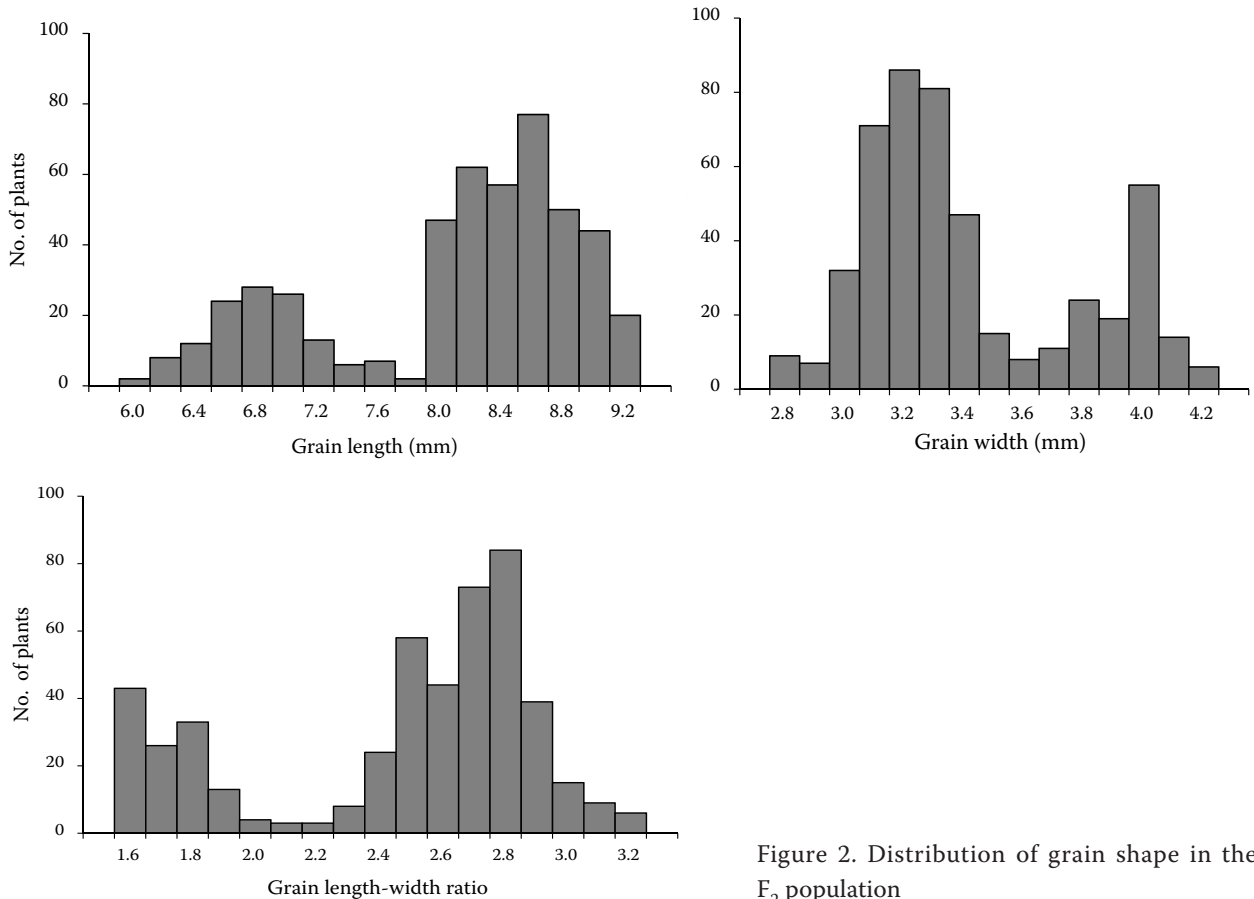 100
80
60
40
20
0
No. of plants
6.0 6.4 6.8 7.2 7.6 8.0 8.4 8.8 9.2
Grain length (mm)
100
80
60
40
20
0
2.8 3.0 3.2 3.4 3.6 3.8 4.0 4.2
Grain width (mm)
100
80
60
40
20
0
No. of plants
1.6 1.8 2.0 2.2 2.4 2.6 2.8 3.0 3.2
Grain length-width ratio
Figure 2. Distribution of grain shape in the
F₂ population